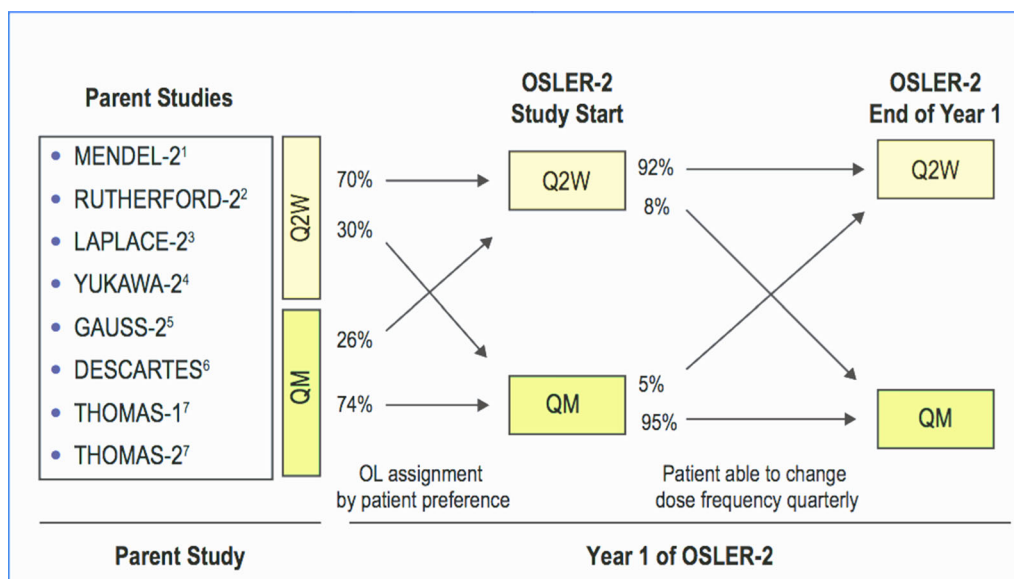 Parent Studies
OSLER-2
Study Start
OSLER-2
End of Year 1
• MENDEL-2¹
• RUTHERFORD-2²
• LAPLACE-2³
• YUKAWA-2⁴
• GAUSS-2⁵
• DESCARTES⁶
• THOMAS-1⁷
• THOMAS-2⁷
Q2W
QM
70%
30%
26%
74%
Q2W
QM
92%
8%
5%
95%
Q2W
QM
OL assignment
by patient preference
Patient able to change
dose frequency quarterly
Parent Study
Year 1 of OSLER-2